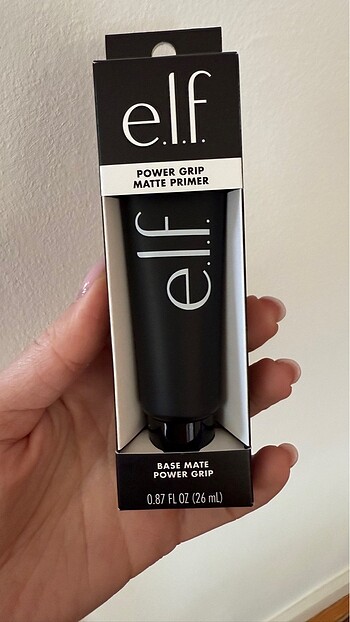 e.l.f.
POWER GRIP
MATTE PRIMER
e.l.f.
BASE MATE
POWER GRIP
0.87 FL OZ (26 mL)